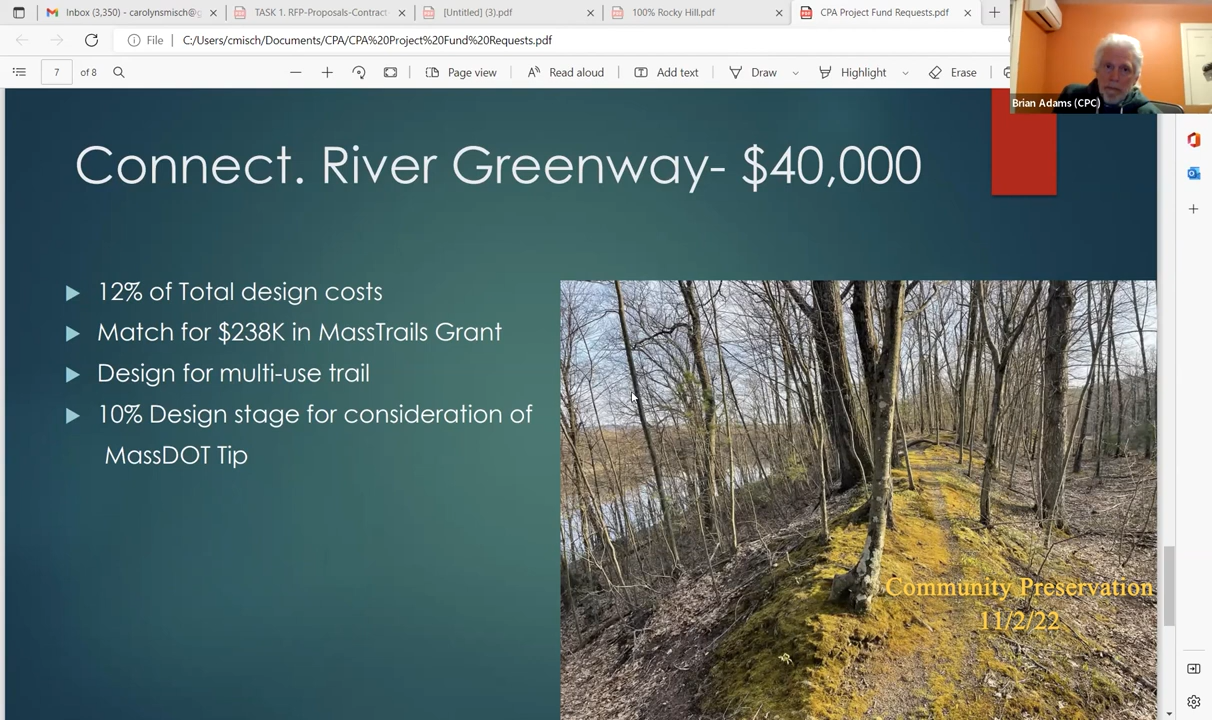 Inbox (3,350) - carolynsmisch@g
TASK 1. RFP-Proposals-Contract
[Untitled] (3).pdf
100% Rocky Hill.pdf
CPA Project Fund Requests.pdf
File
C:/Users/cmisch/Documents/CPA/CPA%20Project%20Fund%20Requests.pdf
7 of 8
Page view
Read aloud
Add text
Draw
Highlight
Erase
Brian Adams (CPC)
Connect. River Greenway- $40,000
12% of Total design costs
Match for $238K in MassTrails Grant
Design for multi-use trail
10% Design stage for consideration of
MassDOT Tip
Community Preservation
11/2/22